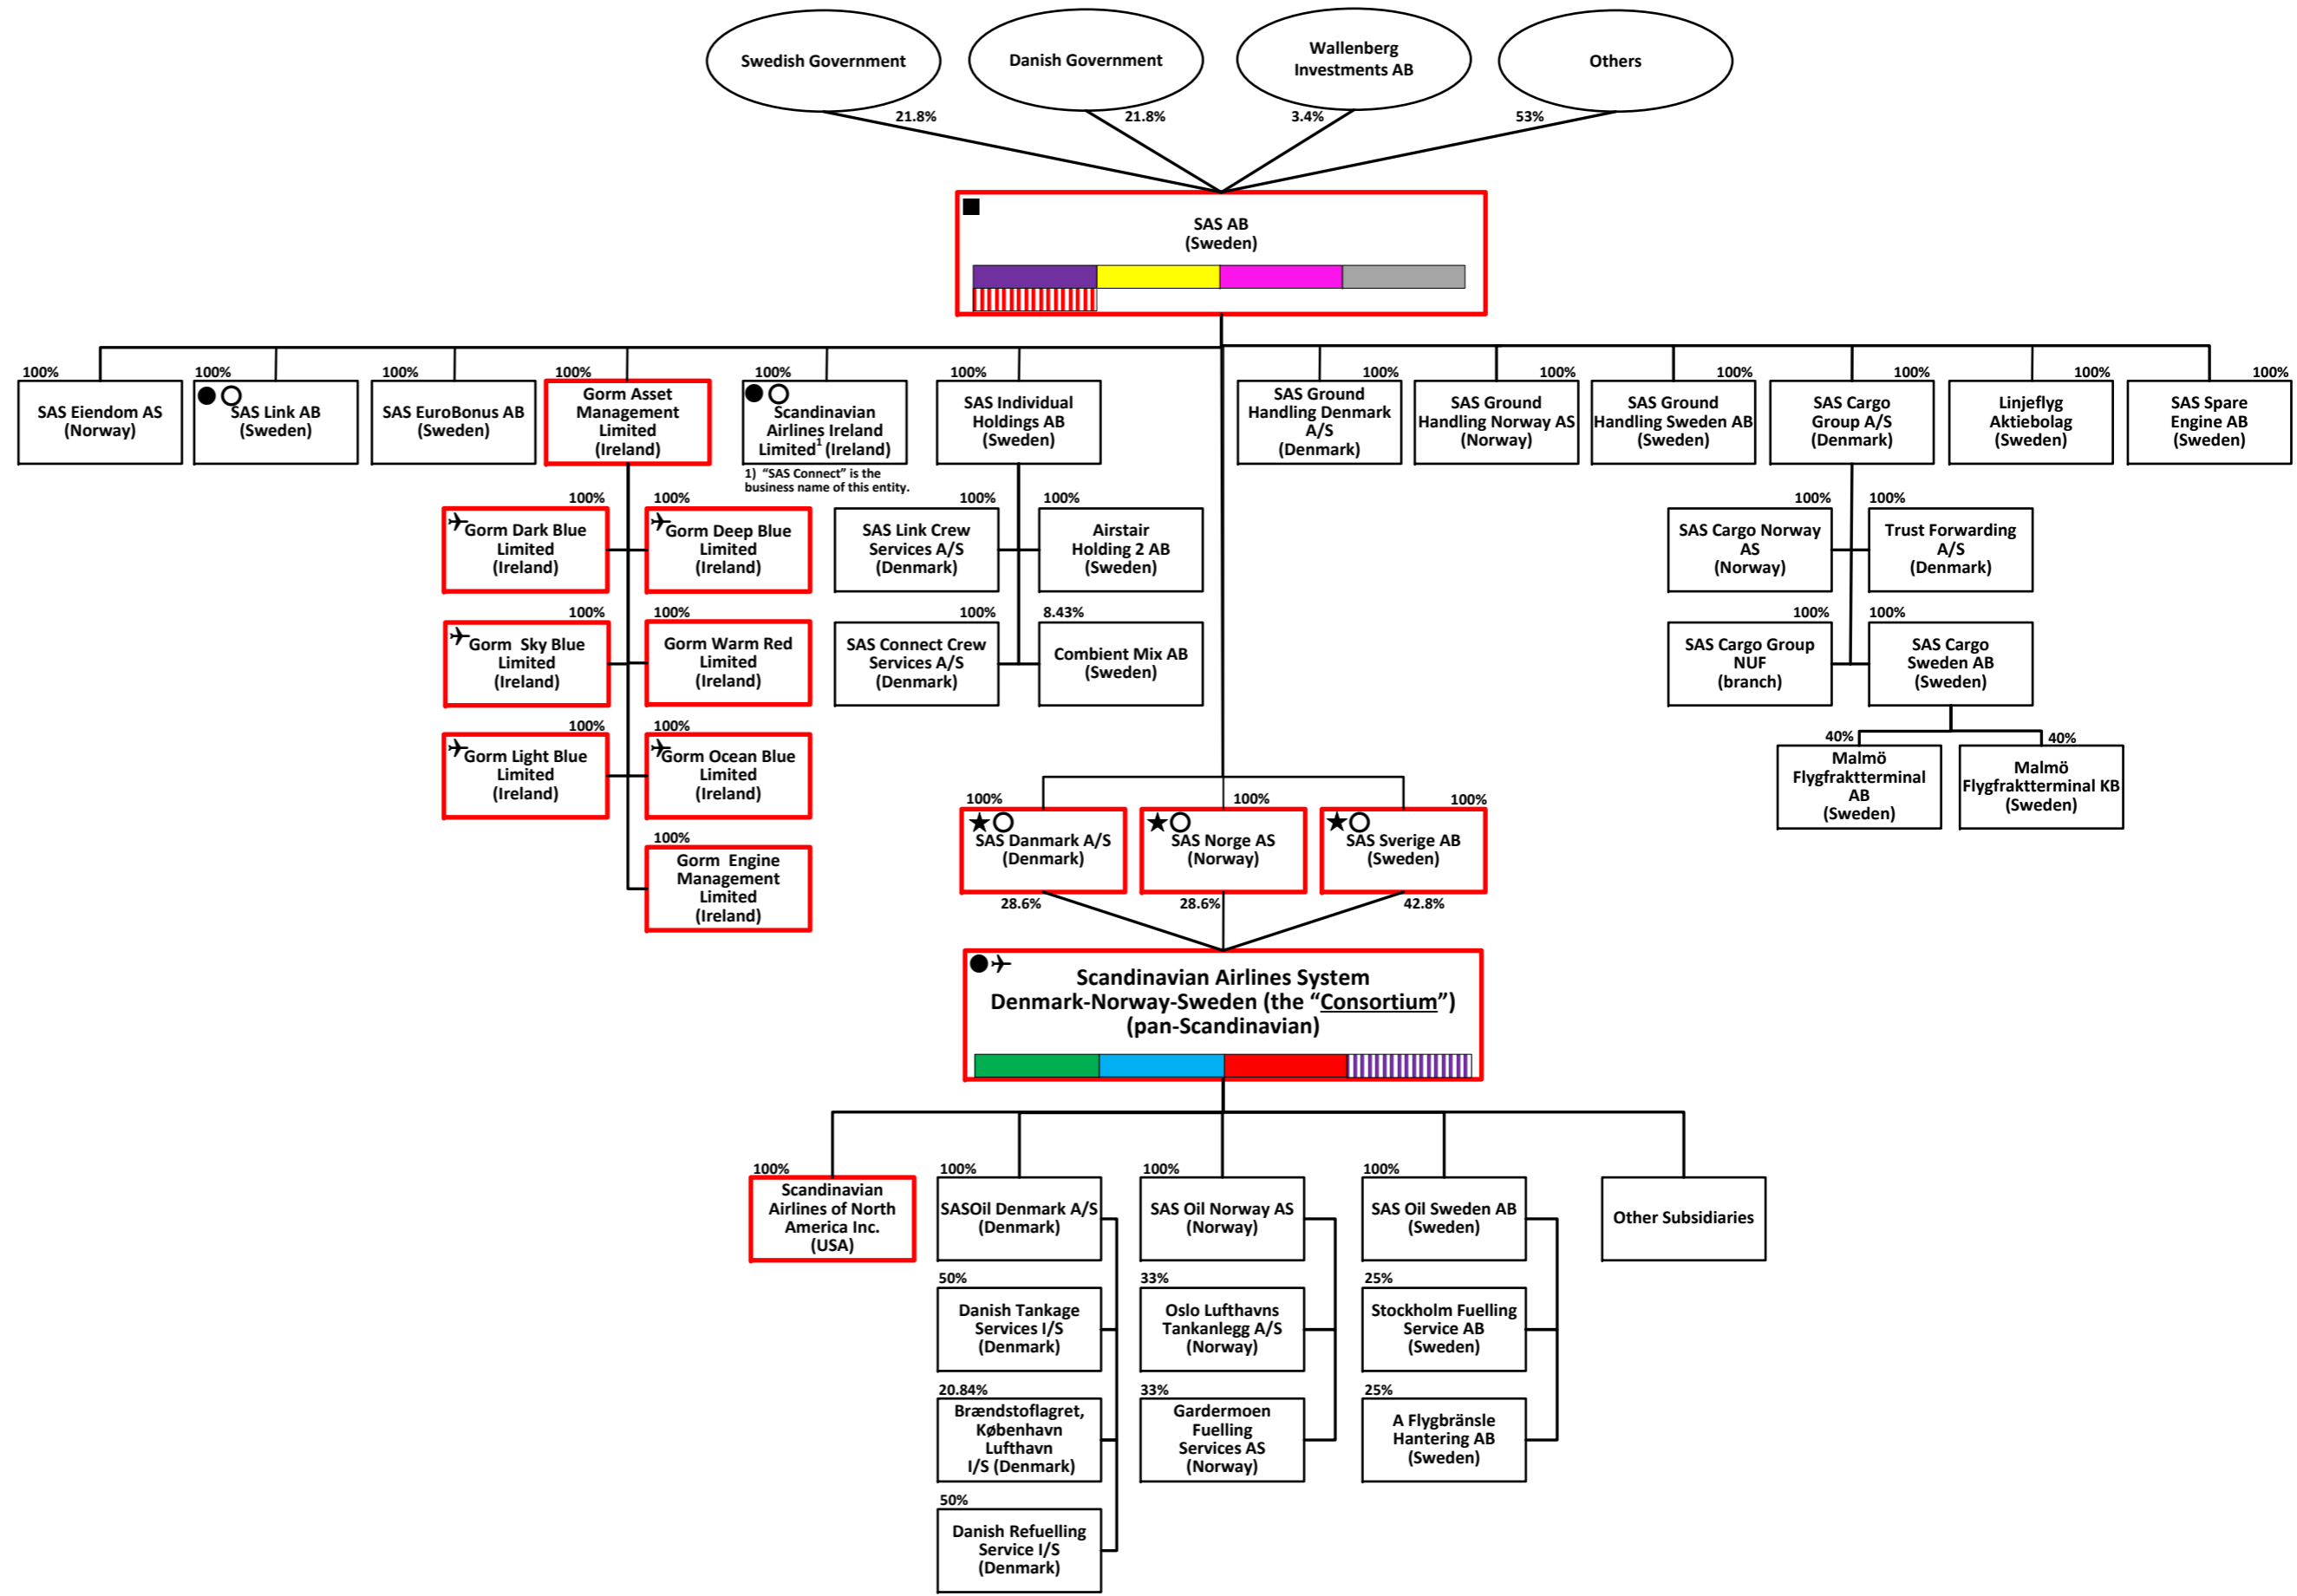 Swedish Government
Danish Government
Wallenberg
Investments AB
Others
21.8%
21.8%
3.4%
53%
SAS AB
(Sweden)
100%
SAS Eiendom AS
(Norway)
100%
SAS Link AB
(Sweden)
100%
SAS EuroBonus AB
(Sweden)
100%
Gorm Asset
Management
Limited
(Ireland)
100%
Scandinavian
Airlines Ireland
Limited¹ (Ireland)
1) “SAS Connect” is the
business name of this entity.
100%
SAS Individual
Holdings AB
(Sweden)
100%
SAS Ground
Handling Denmark
A/S
(Denmark)
100%
SAS Ground
Handling Norway AS
(Norway)
100%
SAS Ground
Handling Sweden AB
(Sweden)
100%
SAS Cargo
Group A/S
(Denmark)
100%
Linjeflyg
Aktiebolag
(Sweden)
100%
SAS Spare
Engine AB
(Sweden)
100%
Gorm Dark Blue
Limited
(Ireland)
100%
Gorm Deep Blue
Limited
(Ireland)
100%
Gorm Sky Blue
Limited
(Ireland)
100%
Gorm Warm Red
Limited
(Ireland)
100%
Gorm Light Blue
Limited
(Ireland)
100%
Gorm Ocean Blue
Limited
(Ireland)
100%
Gorm Engine
Management
Limited
(Ireland)
100%
SAS Link Crew
Services A/S
(Denmark)
100%
Airstair
Holding 2 AB
(Sweden)
100%
SAS Connect Crew
Services A/S
(Denmark)
8.43%
Combient Mix AB
(Sweden)
100%
SAS Cargo Norway
AS
(Norway)
100%
Trust Forwarding
A/S
(Denmark)
100%
SAS Cargo Group
NUF
(branch)
100%
SAS Cargo
Sweden AB
(Sweden)
40%
Malmö
Flygfraktterminal
AB
(Sweden)
40%
Malmö
Flygfraktterminal KB
(Sweden)
100%
SAS Danmark A/S
(Denmark)
100%
SAS Norge AS
(Norway)
100%
SAS Sverige AB
(Sweden)
28.6%
28.6%
42.8%
Scandinavian Airlines System
Denmark-Norway-Sweden (the “Consortium”)
(pan-Scandinavian)
100%
Scandinavian
Airlines of North
America Inc.
(USA)
100%
SASOil Denmark A/S
(Denmark)
100%
SAS Oil Norway AS
(Norway)
100%
SAS Oil Sweden AB
(Sweden)
Other Subsidiaries
50%
Danish Tankage
Services I/S
(Denmark)
33%
Oslo Lufthavns
Tankanlegg A/S
(Norway)
25%
Stockholm Fuelling
Service AB
(Sweden)
20.84%
Brændstoflagret,
København
Lufthavn
I/S (Denmark)
33%
Gardermoen
Fuelling
Services AS
(Norway)
25%
A Flygbränsle
Hantering AB
(Sweden)
50%
Danish Refuelling
Service I/S
(Denmark)